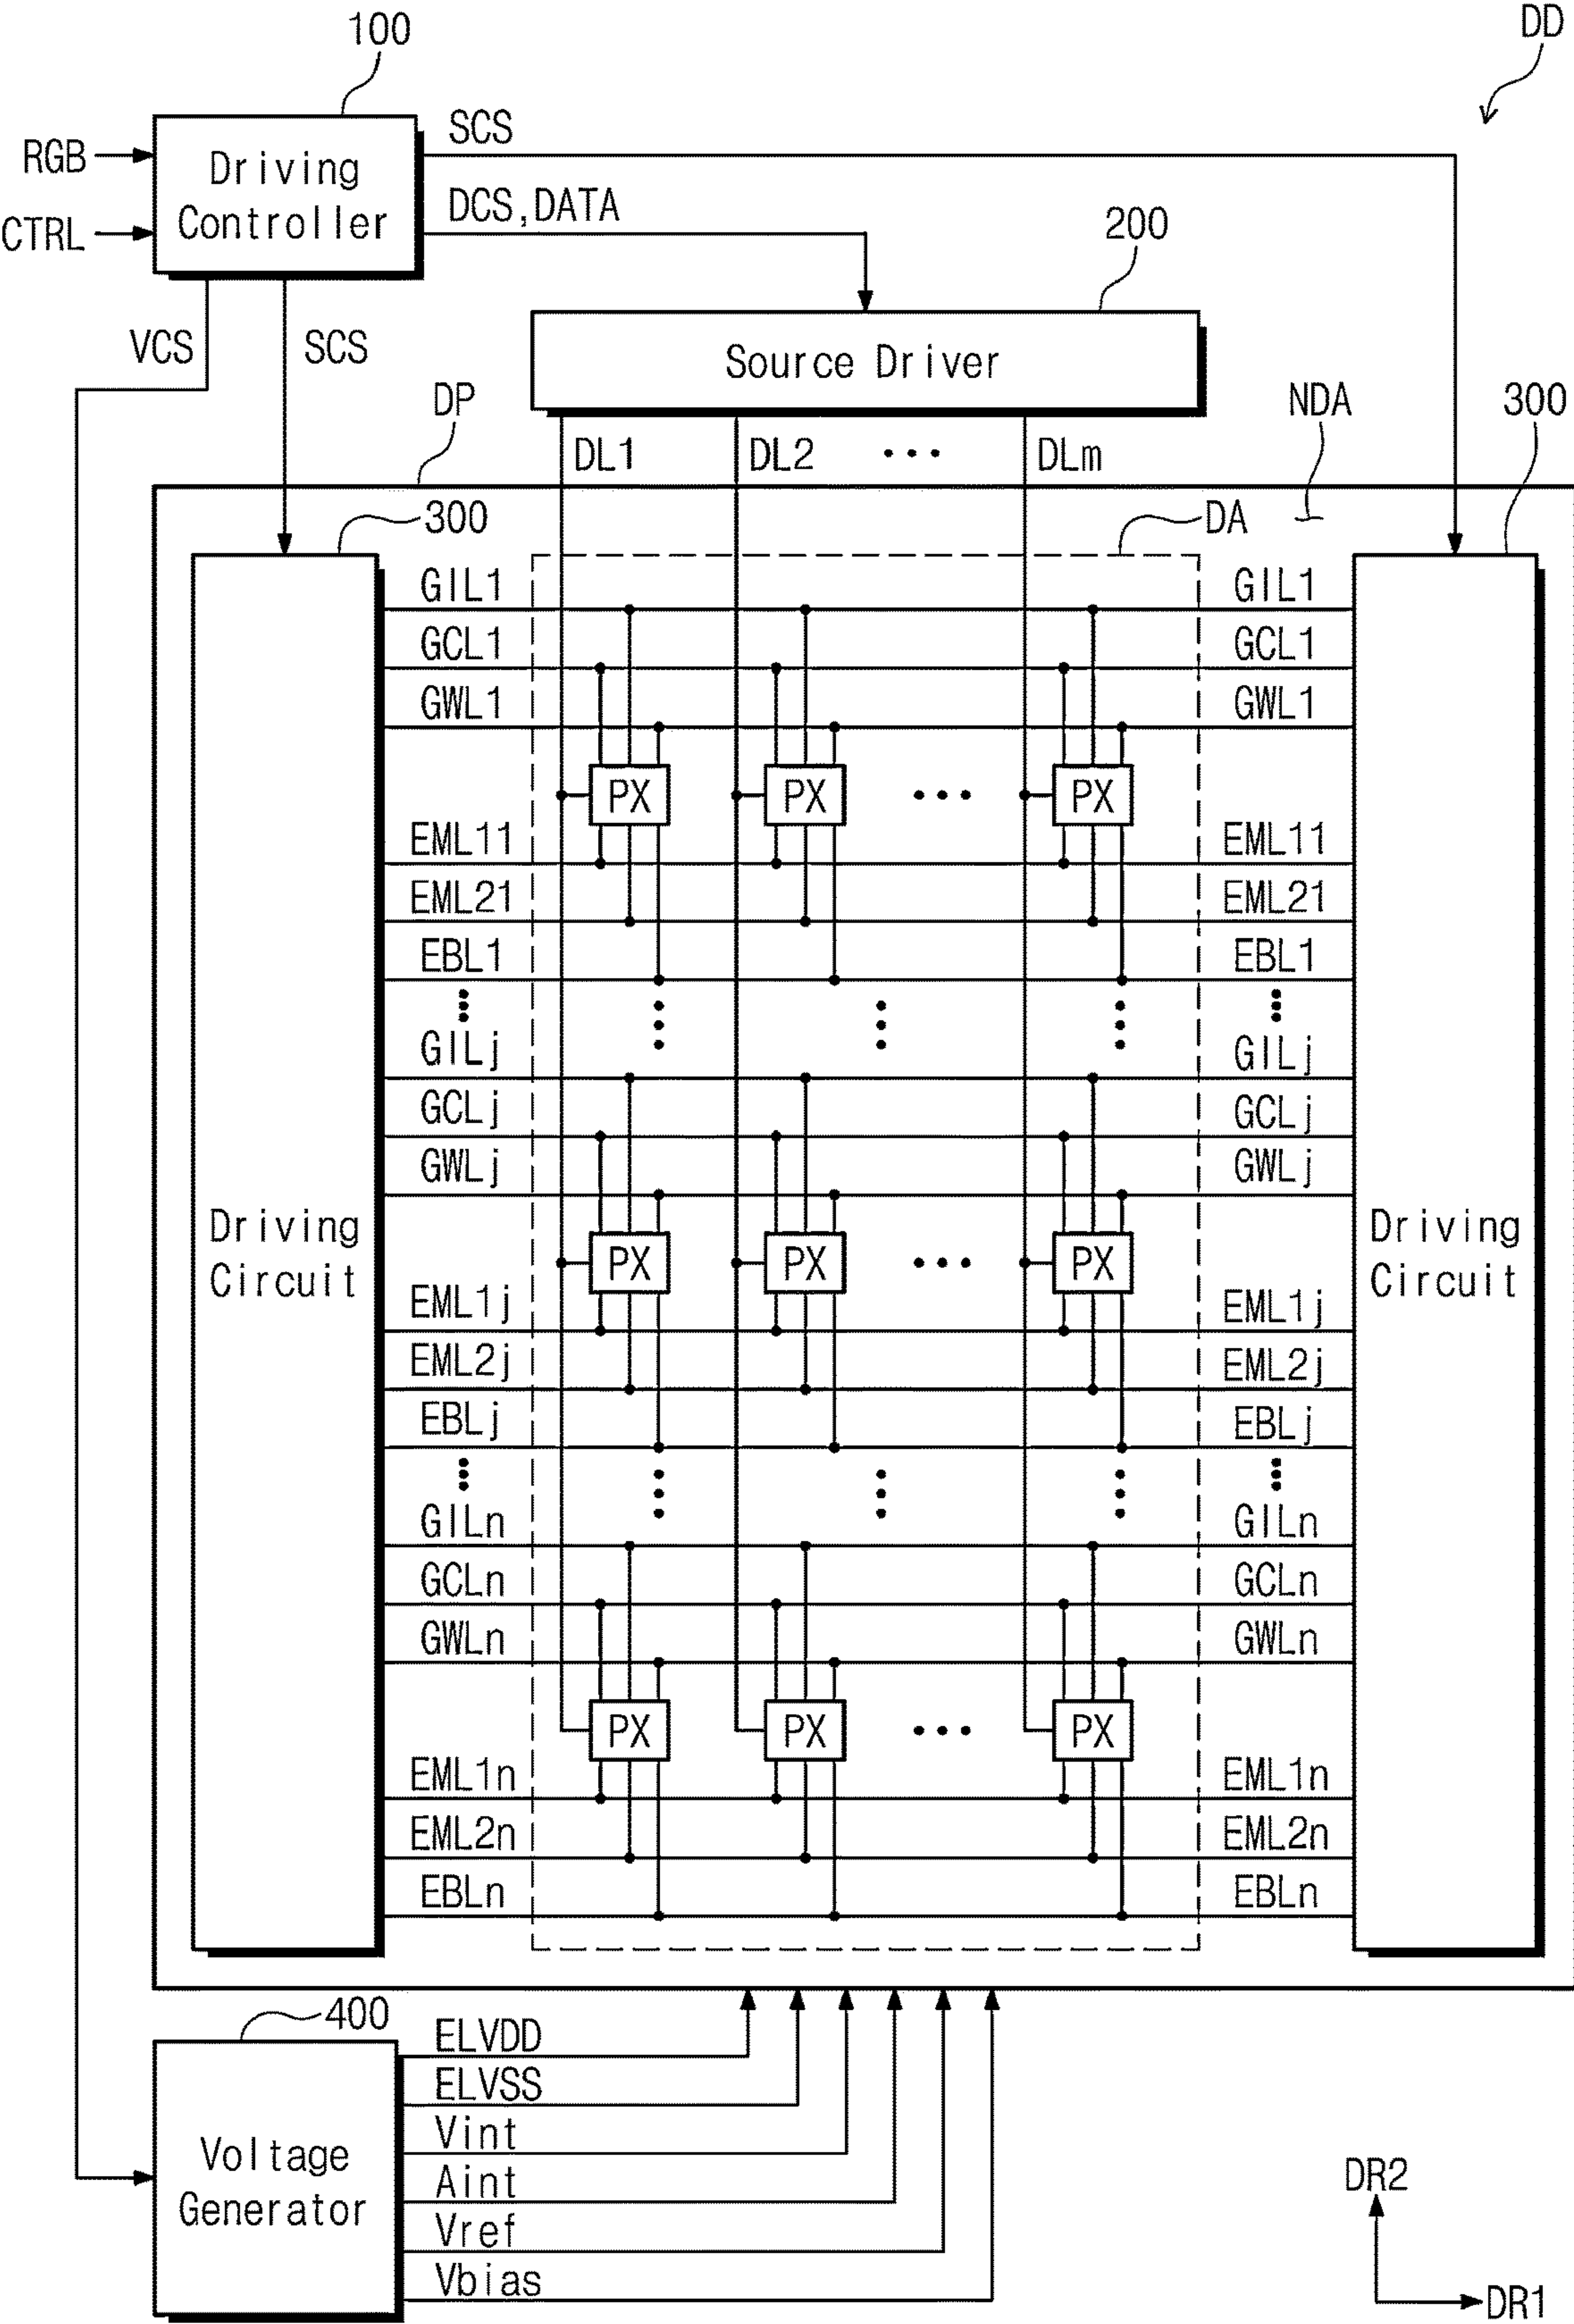 DD
100
RGB
CTRL
Driving
Controller
SCS
DCS,DATA
200
VCS
SCS
Source Driver
DP
NDA
300
DL1
DL2
DLm
300
DA
GIL1
GIL1
GCL1
GCL1
GWL1
GWL1
PX
PX
PX
EML11
EML11
EML21
EML21
EBL1
EBL1
GILj
GILj
GCLj
GCLj
GWLj
GWLj
Driving
Circuit
Driving
Circuit
PX
PX
PX
EML1j
EML1j
EML2j
EML2j
EBLj
EBLj
GILn
GILn
GCLn
GCLn
GWLn
GWLn
PX
PX
PX
EML1n
EML1n
EML2n
EML2n
EBLn
EBLn
400
Voltage
Generator
ELVDD
ELVSS
Vint
Aint
Vref
Vbias
DR2
DR1